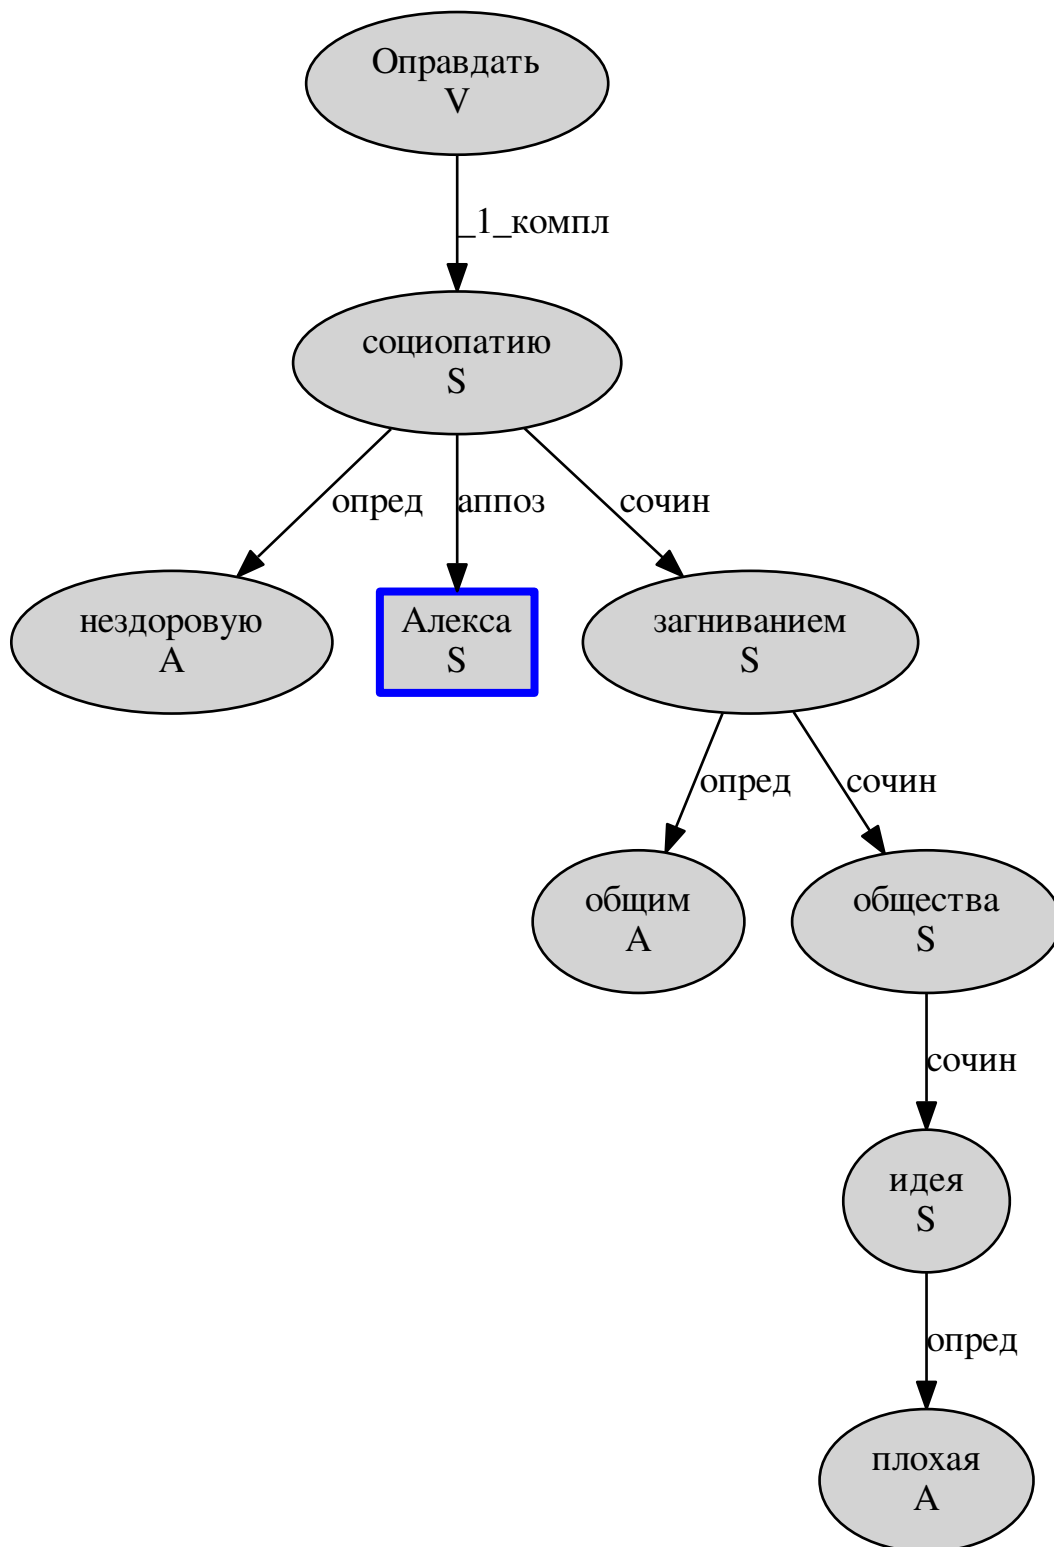 Оправдать
V
_1_компл
социопатию
S
опред
аппоз
сочин
нездоровую
A
Алекса
S
загниванием
S
опред
сочин
общим
A
общества
S
сочин
идея
S
опред
плохая
A